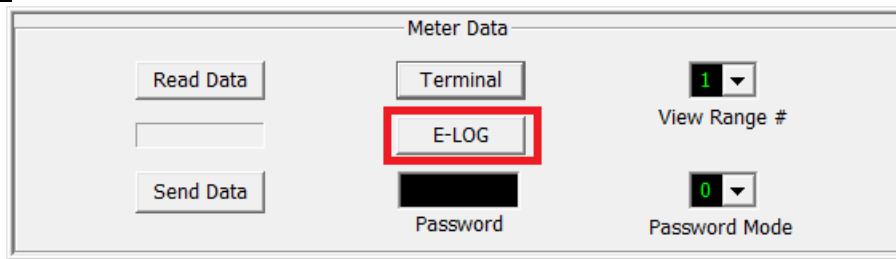 Meter Data
Read Data
Terminal
1
View Range #
E-LOG
Send Data
0
Password
Password Mode